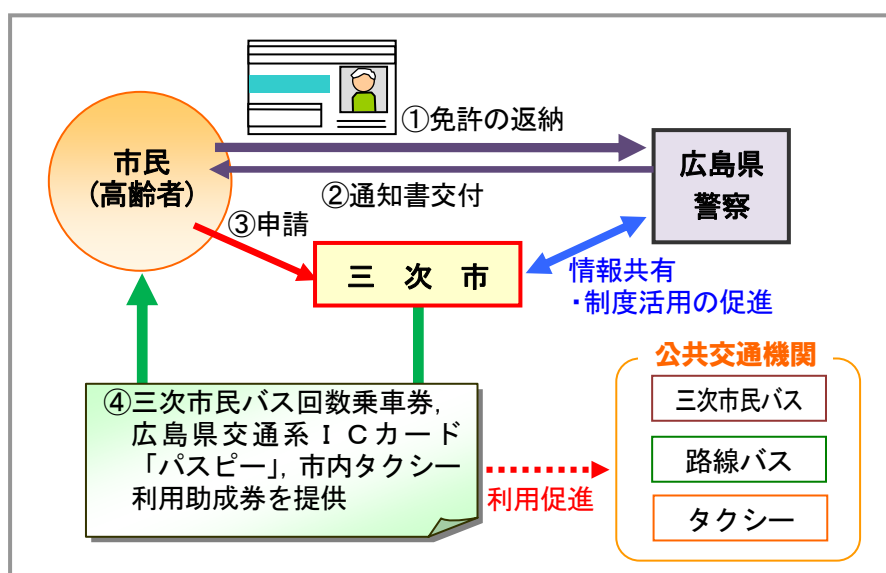 ①免許の返納
市民
(高齢者)
広島県
警察
②通知書交付
③申請
三 次 市
情報共有
・制度活用の促進
④三次市民バス回数乗車券,
広島県交通系ＩＣカード
「パスピー」, 市内タクシー
利用助成券を提供
利用促進
公共交通機関
三次市民バス
路線バス
タクシー